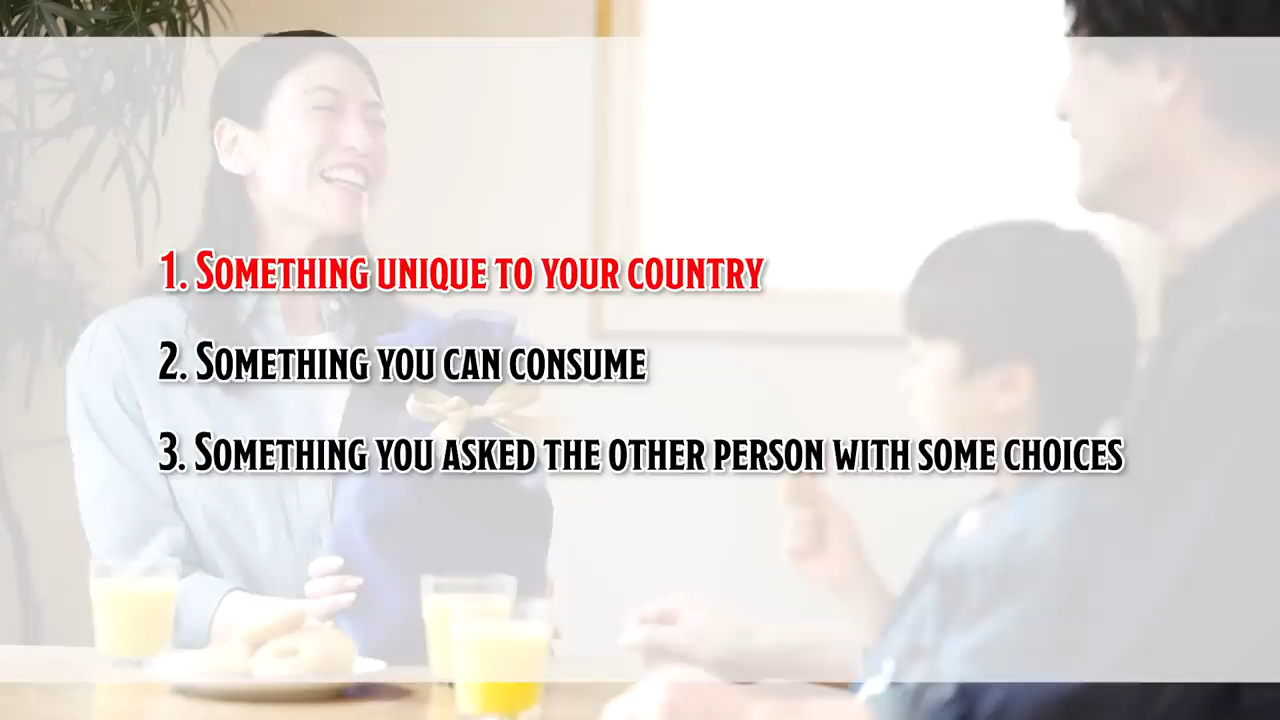 1. Something unique to your country
2. Something you can consume
3. Something you asked the other person with some choices